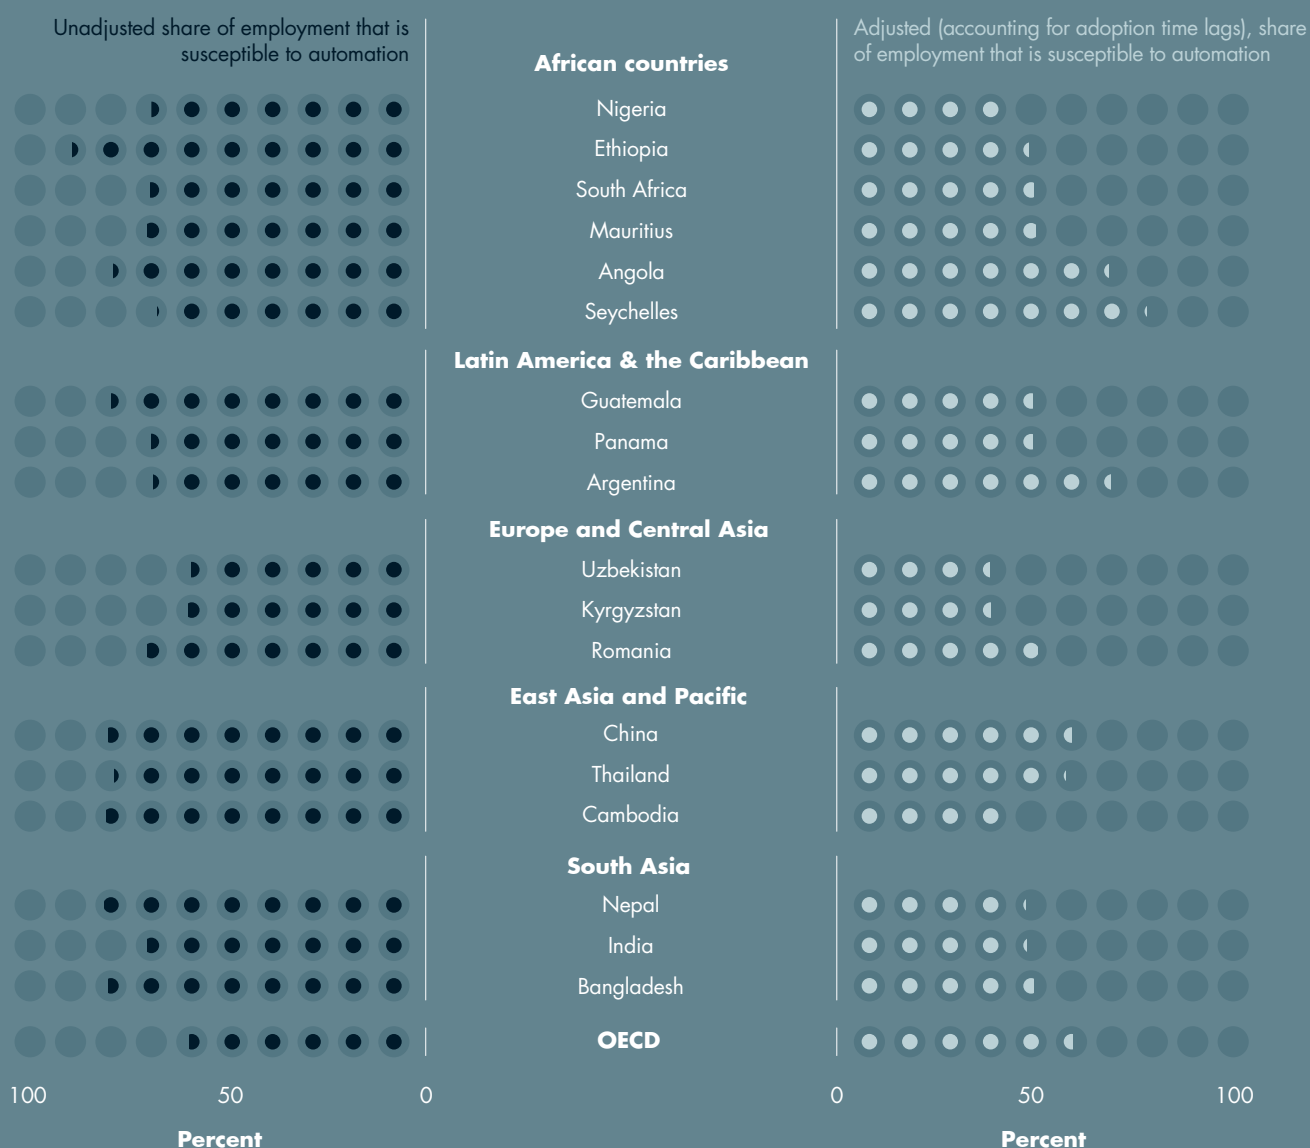 Unadjusted share of employment that is
susceptible to automation
African countries
Adjusted (accounting for adoption time lags), share
of employment that is susceptible to automation
Nigeria
Ethiopia
South Africa
Mauritius
Angola
Seychelles
Latin America & the Caribbean
Guatemala
Panama
Argentina
Europe and Central Asia
Uzbekistan
Kyrgyzstan
Romania
East Asia and Pacific
China
Thailand
Cambodia
South Asia
Nepal
India
Bangladesh
OECD
100 50 0 0 50 100
Percent Percent